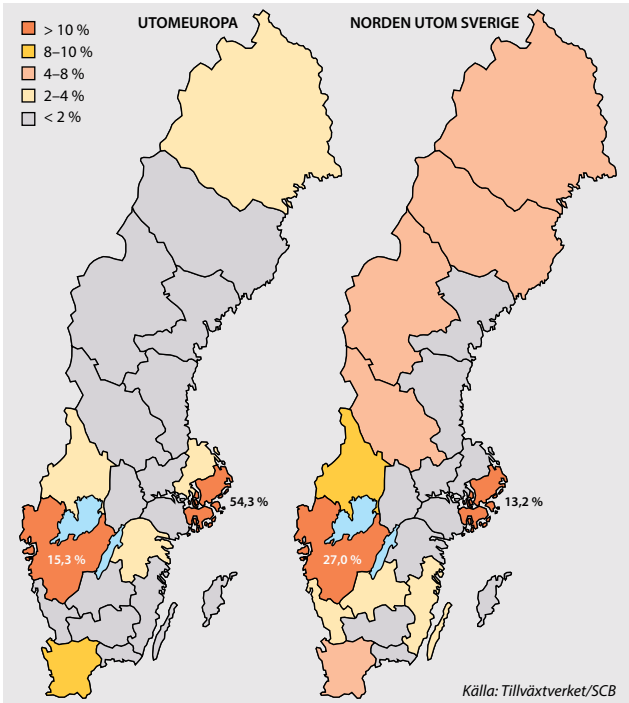 UTOMEUROPA
NORDEN UTOM SVERIGE
> 10 %
8–10 %
4–8 %
2–4 %
< 2 %
54,3 %
13,2 %
15,3 %
27,0 %
Källa: Tillväxtverket/SCB